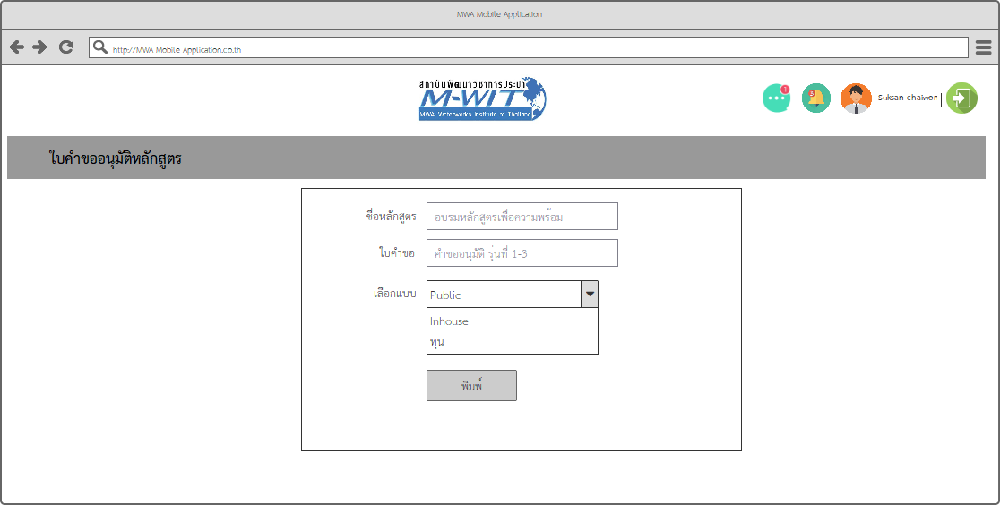 MWA Mobile Application
http://MWA Mobile Application.co.th
สถาบันพัฒนาวิชาการประปา
M-WIT
MWA Waterworks Institute of Thailand
1
3
Suksan chaiwon |
ใบคำขออนุมัติหลักสูตร
ชื่อหลักสูตร อบรมหลักสูตรเพื่อความพร้อม
ใบคำขอ คำขออนุมัติ รุ่นที่ 1-3
เลือกแบบ Public
Inhouse
ทุน
พิมพ์